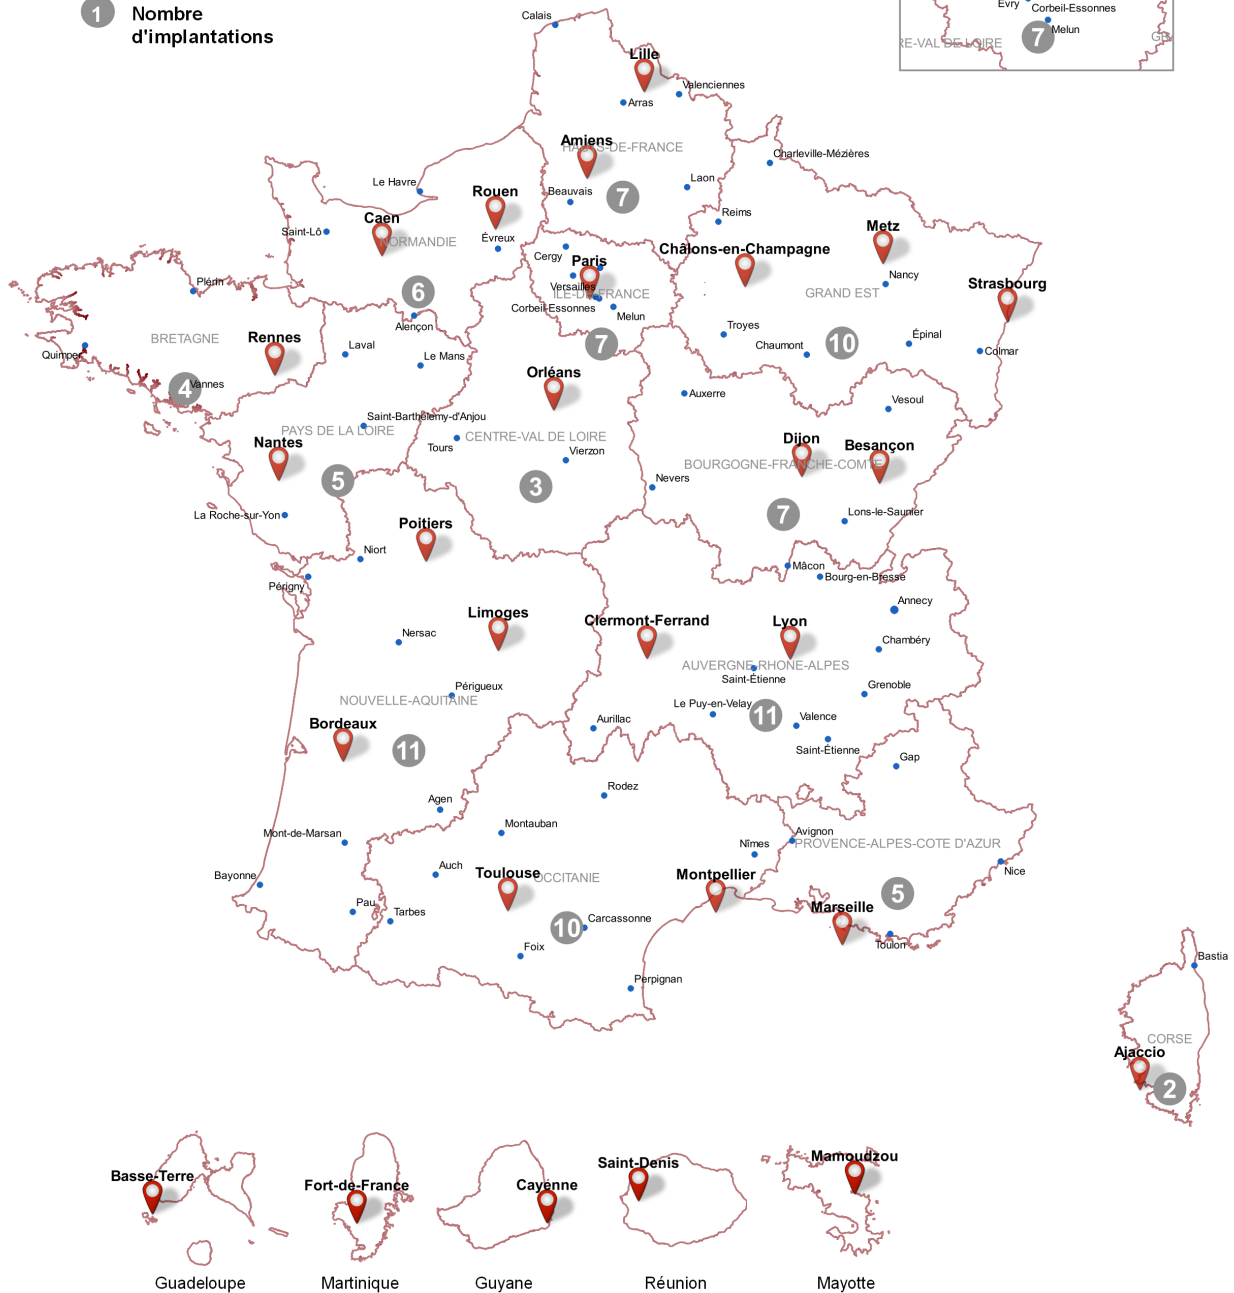 1
Nombre
d'implantations
Evry
Corbeil-Essonnes
Melun
7
RE-VAL DE LOIRE
Calais
Lille
Valenciennes
Arras
Amiens
HAUTS-DE-FRANCE
Charleville-Mézières
Laon
Le Havre
Rouen
Beauvais
7
Reims
Caen
Saint-Lô
NORMANDIE
Évreux
Metz
Châlons-en-Champagne
Cergy
Paris
Nancy
Strasbourg
Plérin
Versailles
ILE-DE-FRANCE
GRAND EST
6
Corbeil-Essonnes
Melun
Alençon
Troyes
BRETAGNE
Rennes
Laval
7
Chaumont
10
Épinal
Colmar
Quimper
Le Mans
Orléans
4
Vannes
Auxerre
Vesoul
Saint-Barthélemy-d'Anjou
PAYS DE LA LOIRE
CENTRE-VAL DE LOIRE
Nantes
Tours
Vierzon
Dijon
Besançon
BOURGOGNE-FRANCHE-COMTE
5
3
Nevers
La Roche-sur-Yon
7
Lons-le-Saunier
Poitiers
Niort
Périgny
Mâcon
Bourg-en-Bresse
Annecy
Limoges
Clermont-Ferrand
Lyon
Nersac
Chambéry
AUVERGNE-RHONE-ALPES
Saint-Étienne
Périgueux
Grenoble
NOUVELLE-AQUITAINE
Le Puy-en-Velay
11
Bordeaux
Aurillac
Valence
11
Saint-Étienne
Gap
Rodez
Agen
Montauban
Mont-de-Marsan
Avignon
Nîmes
PROVENCE-ALPES-COTE D'AZUR
Auch
Nice
Bayonne
Toulouse
OCCITANIE
Montpellier
5
Pau
Tarbes
Marseille
10
Carcassonne
Toulon
Foix
Bastia
Perpignan
CORSE
Ajaccio
2
Basse-Terre
Fort-de-France
Cayenne
Saint-Denis
Mamoudzou
Guadeloupe
Martinique
Guyane
Réunion
Mayotte